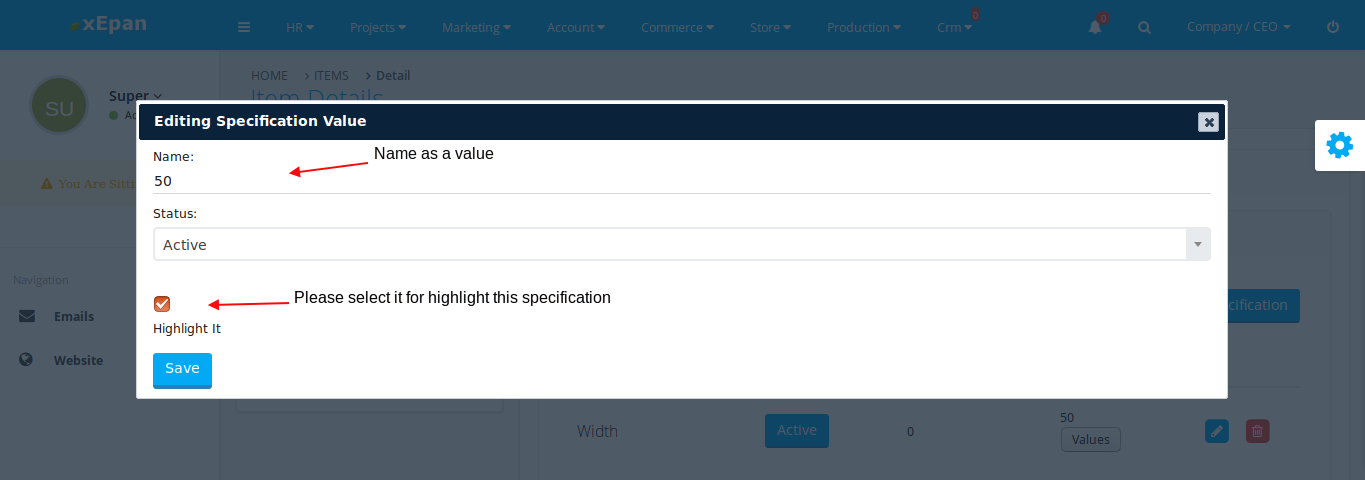 xEpan
HR
Projects
Marketing
Account
Commerce
Store
Production
Crm
0
0
Company / CEO
SU
Super
HOME
ITEMS
Detail
Item Details
Editing Specification Value
Name:
Name as a value
50
You Are Sitti
Status:
Active
Navigation
Please select it for highlight this specification
Emails
Highlight It
Website
Save
Width
Active
0
50
Values